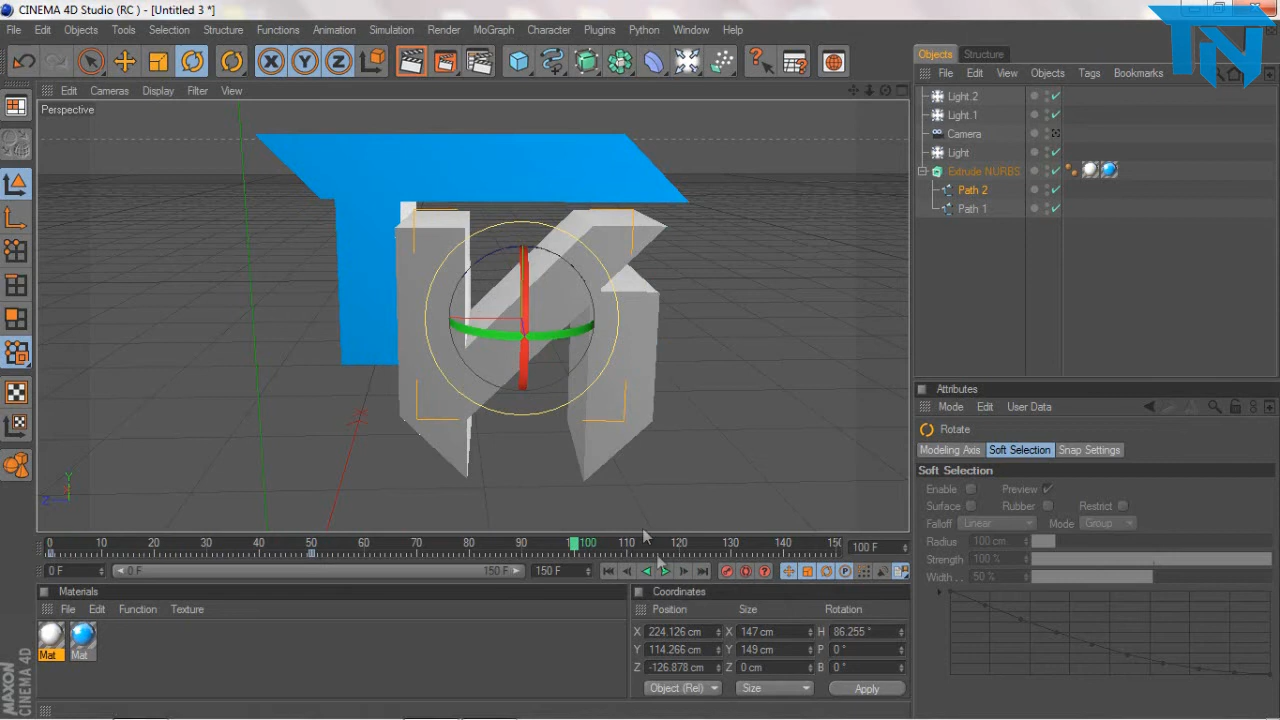 CINEMA 4D Studio (RC ) - [Untitled 3 *]
File Edit Objects Tools Selection Structure Functions Animation Simulation Render MoGraph Character Plugins Python Window Help
X Y Z
Objects Structure
File Edit View Objects Tags Bookmarks
Edit Cameras Display Filter View
Perspective
Light.2
Light.1
Camera
Light
Extrude NURBS
Path 2
Path 1
TN
Y
Z
Attributes
Mode Edit User Data
Rotate
Modeling Axis Soft Selection Snap Settings
Soft Selection
Enable Preview
Surface Rubber Restrict
Falloff Linear Mode Group
Radius 100 cm
Strength 100 %
Width . . 50 %
0 10 20 30 40 50 60 70 80 90 100 110 120 130 140 100 F
0 F 0 F 150 F 150 F
Materials
File Edit Function Texture
Mat Mat
Coordinates
Position Size Rotation
X 224.126 cm X 147 cm H 86.255 °
Y 114.266 cm Y 149 cm P 0 °
Z -126.878 cm Z 0 cm B 0 °
Object (Rel) Size Apply
MAXON
CINEMA 4D